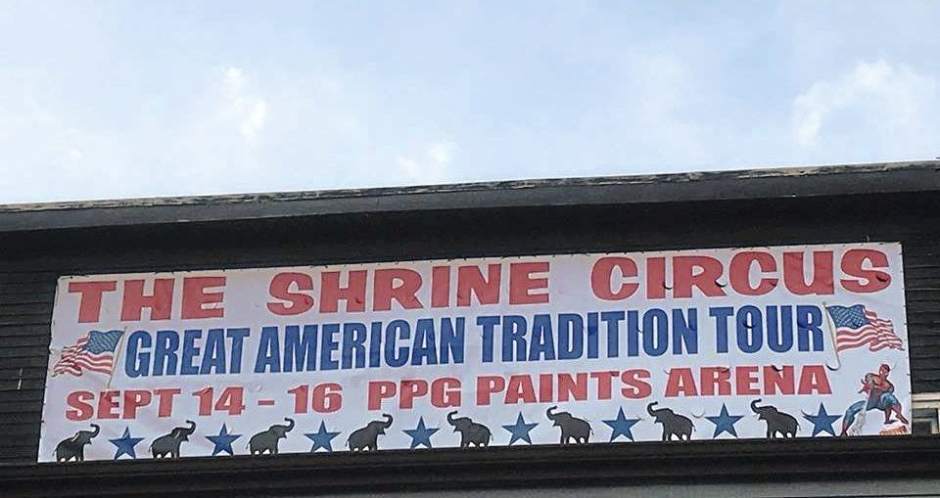 THE SHRINE CIRCUS
GREAT AMERICAN TRADITION TOUR
SEPT 14 - 16 PPG PAINTS ARENA